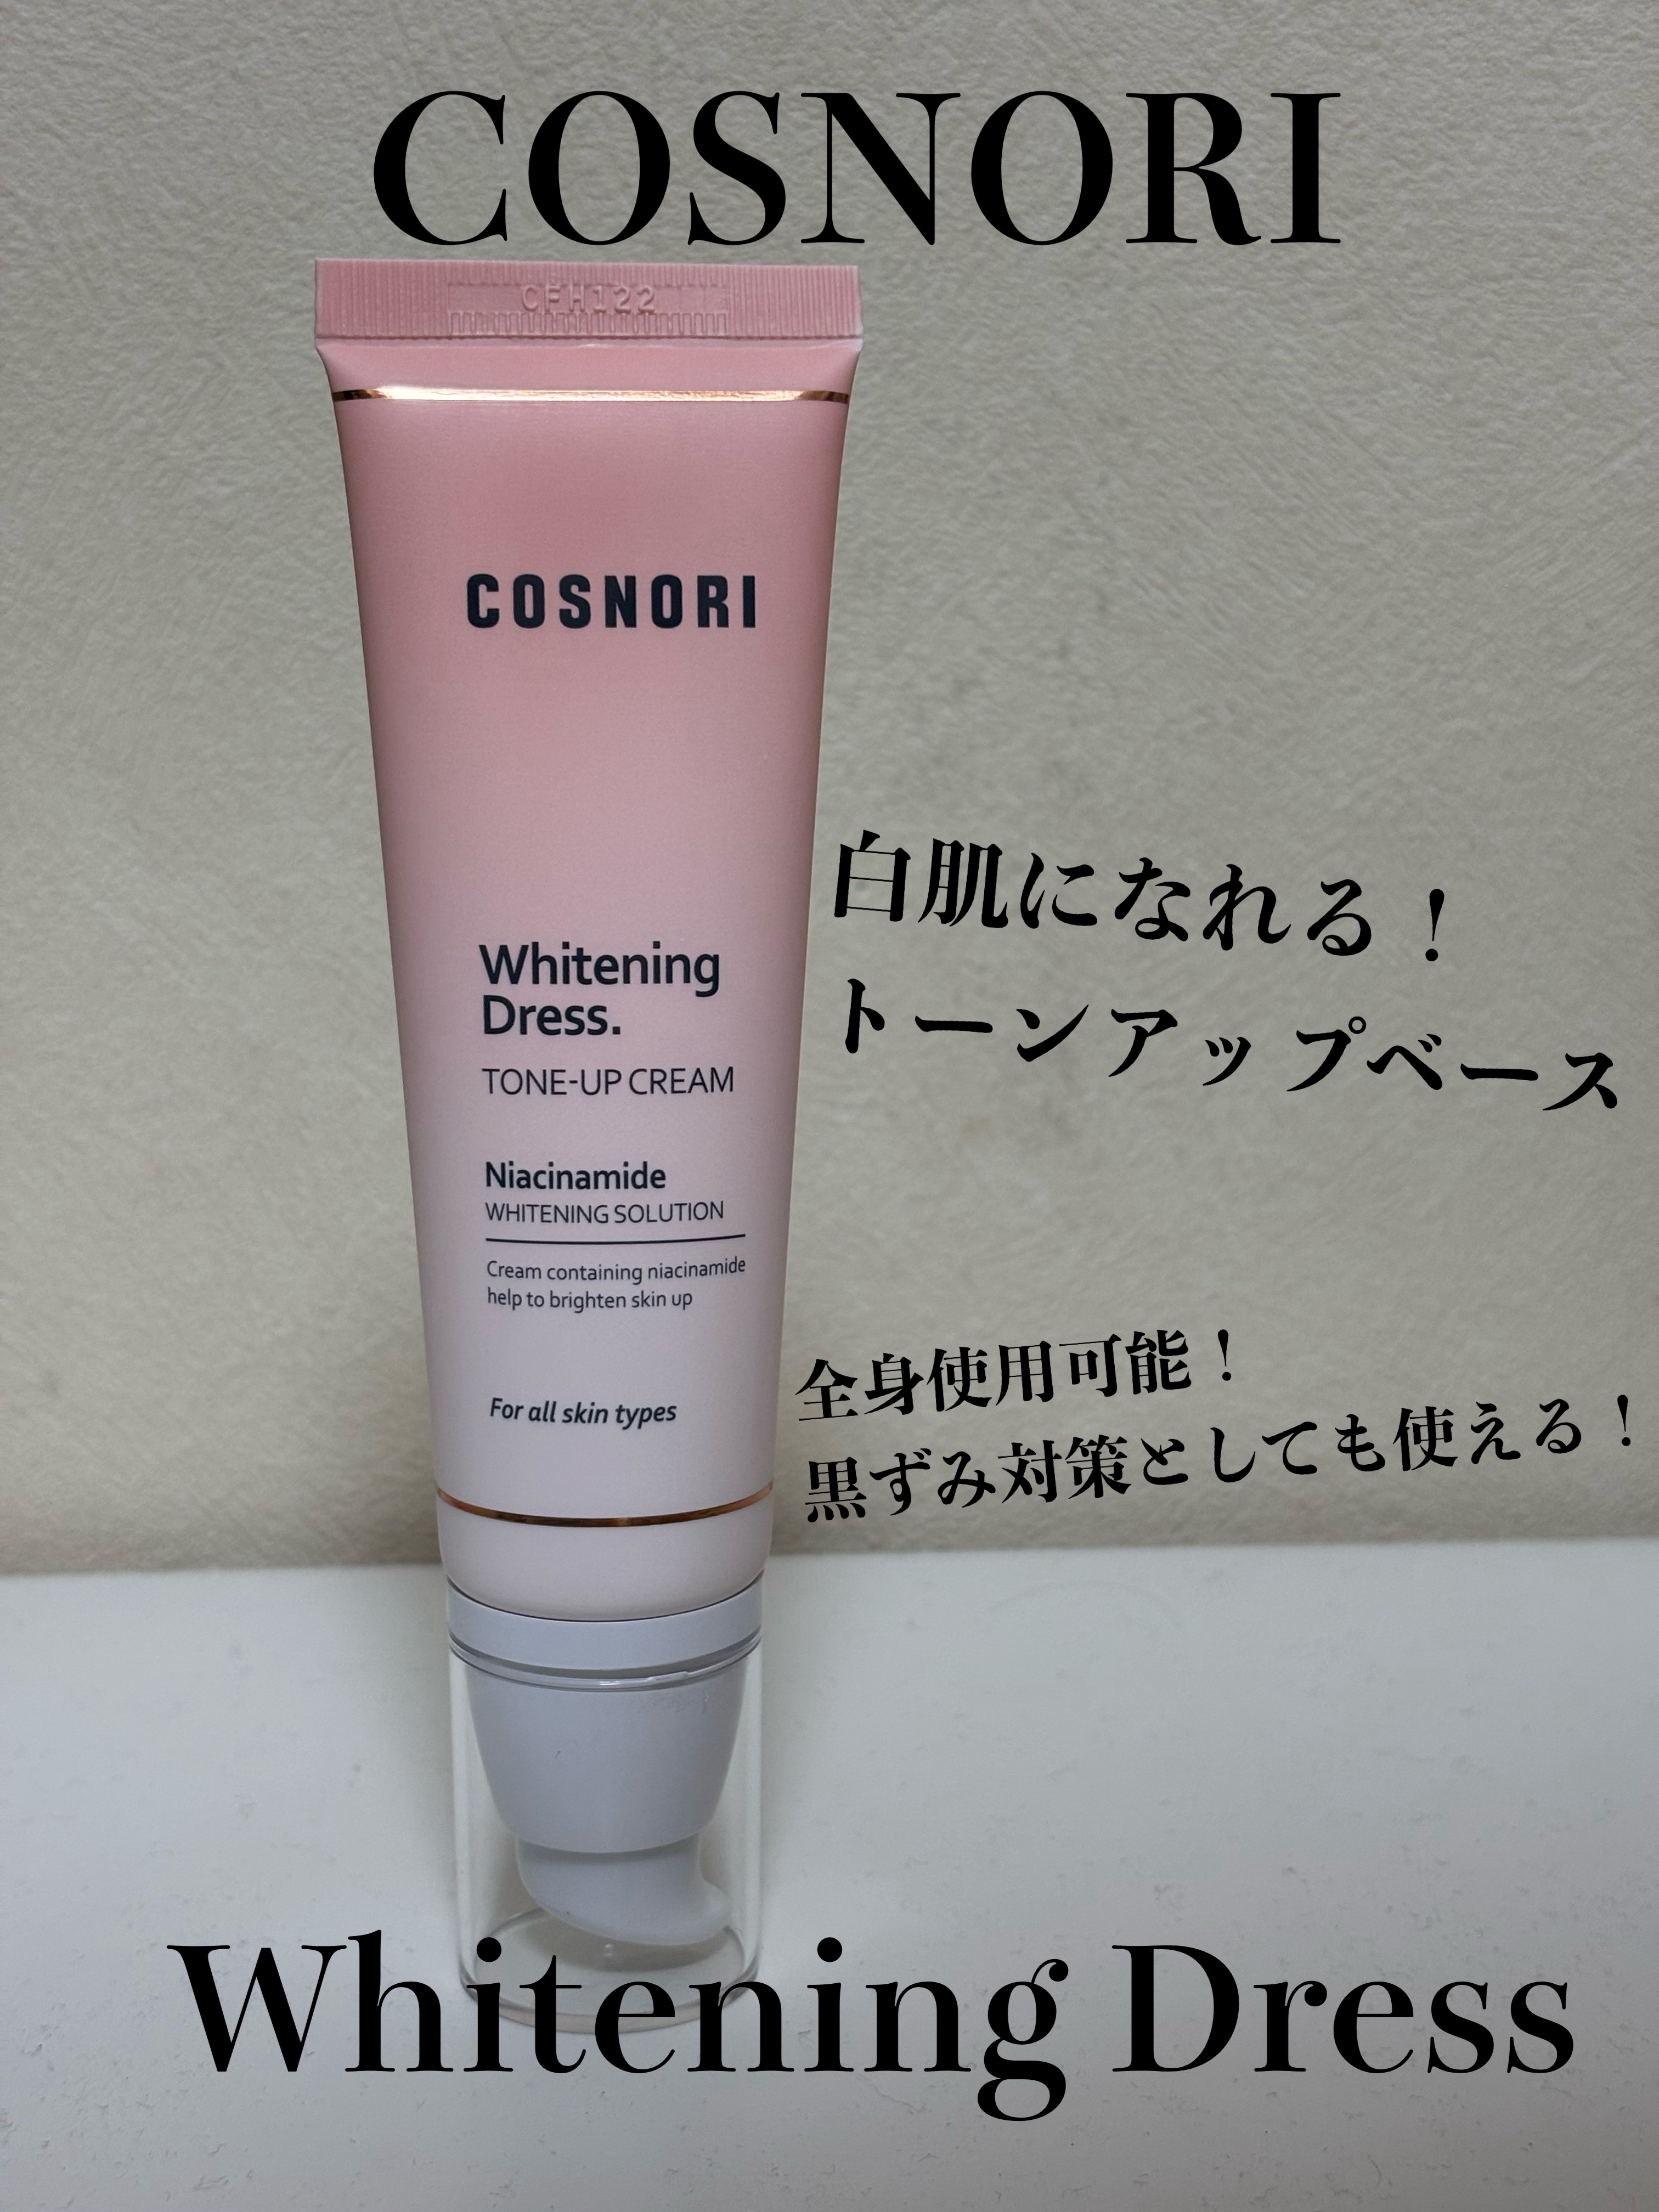 COSNORI
CFH122
COSNORI
Whitening
Dress.
TONE-UP CREAM
Niacinamide
WHITENING SOLUTION
Cream containing niacinamide
help to brighten skin up
For all skin types
白肌になれる！
トーンアップベース
全身使用可能！
黒ずみ対策としても使える！
Whitening Dress